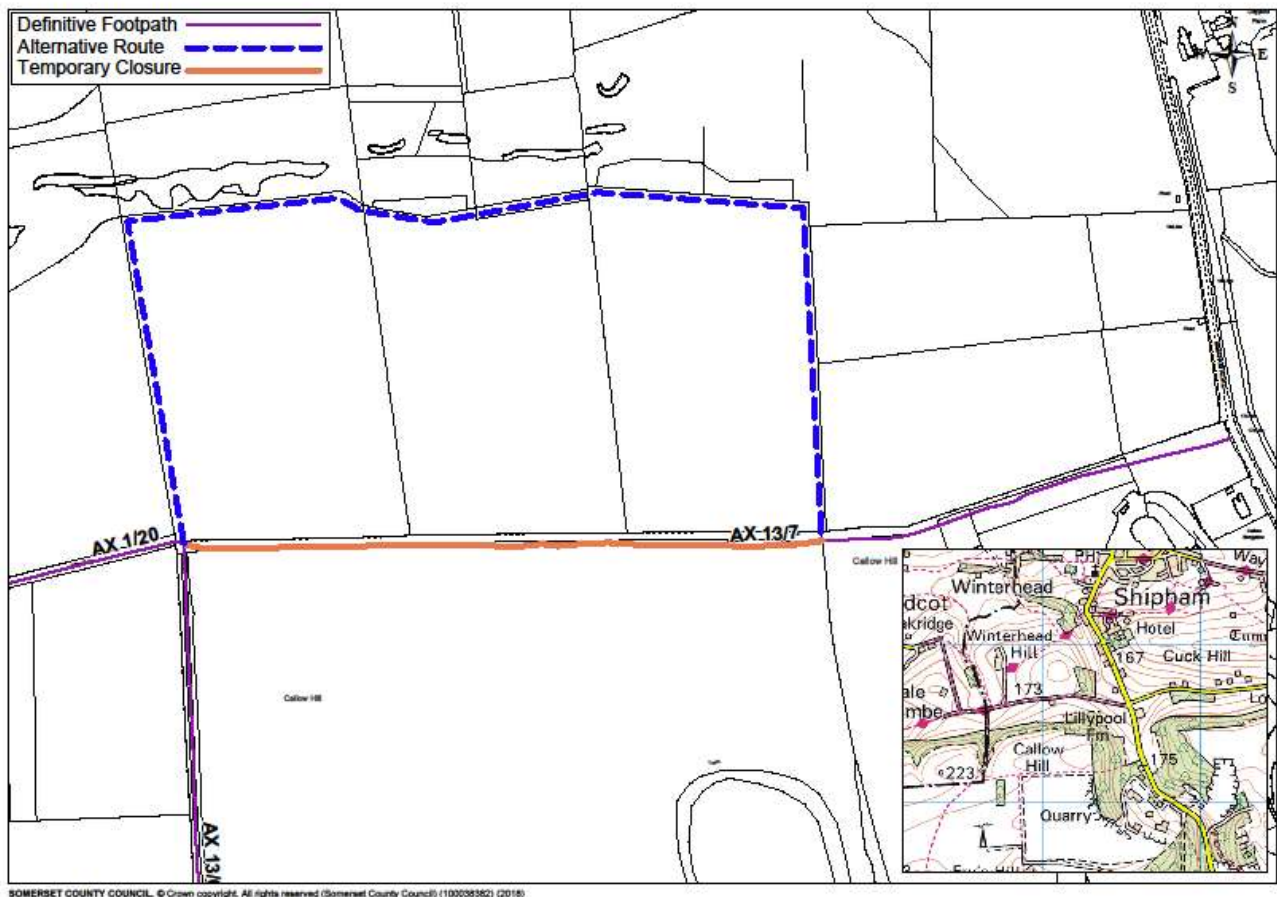 Definitive Footpath
Alternative Route
Temporary Closure
E
S
AX 1/20
AX 13/7
Callow Hill
Callow Hill
AX 13/
Winterhead
Shipham
Way
Hotel
Winterhead
Hill
167
Cuck Hill
173
Lillypool
Fm
Callow
Hill
175
223
Quarry
The
SOMERSET COUNTY COUNCIL. © Crown copyright. All rights reserved (Somerset County Council) (100038382) (2018)